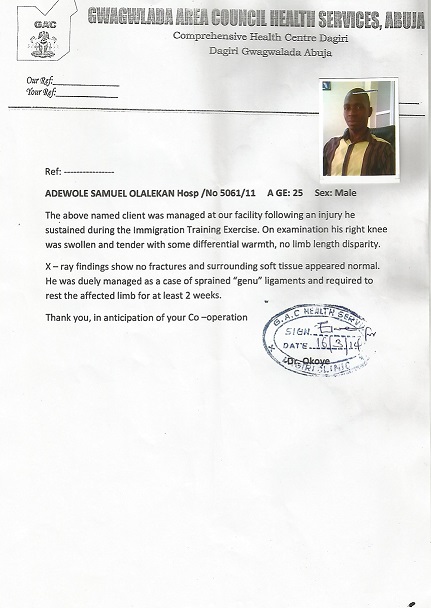 GAC
GWAGWALADA AREA COUNCIL HEALTH SERVICES, ABUJA
Comprehensive Health Centre Dagiri
Dagiri Gwagwalada Abuja
Our Ref:
Your Ref:
Ref: ----------------
ADEWOLE SAMUEL OLALEKAN Hosp /No 5061/11 A GE: 25 Sex: Male
The above named client was managed at our facility following an injury he
sustained during the Immigration Training Exercise. On examination his right knee
was swollen and tender with some differential warmth, no limb length disparity.
X – ray findings show no fractures and surrounding soft tissue appeared normal.
He was duely managed as a case of sprained "genu" ligaments and required to
rest the affected limb for at least 2 weeks.
Thank you, in anticipation of your Co –operation
G.A.C HEALTH SERV
SIGN. for
DATE 16/3/14
Dr. Okoye
CLINIC